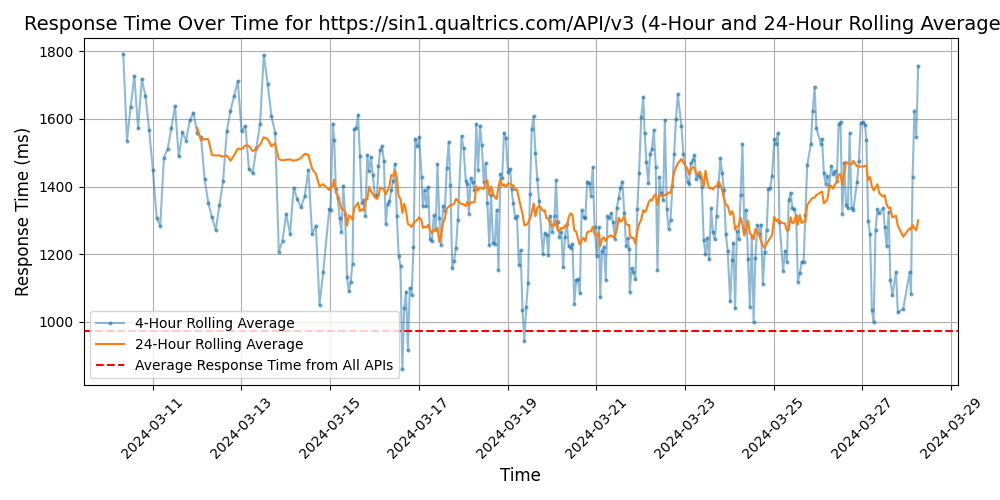 Response Time Over Time for https://sin1.qualtrics.com/API/v3 (4-Hour and 24-Hour Rolling Average
Response Time (ms)
1800
1600
1400
1200
1000
4-Hour Rolling Average
24-Hour Rolling Average
Average Response Time from All APIs
2024-03-11
2024-03-13
2024-03-15
2024-03-17
2024-03-19
2024-03-21
2024-03-23
2024-03-25
2024-03-27
2024-03-29
Time